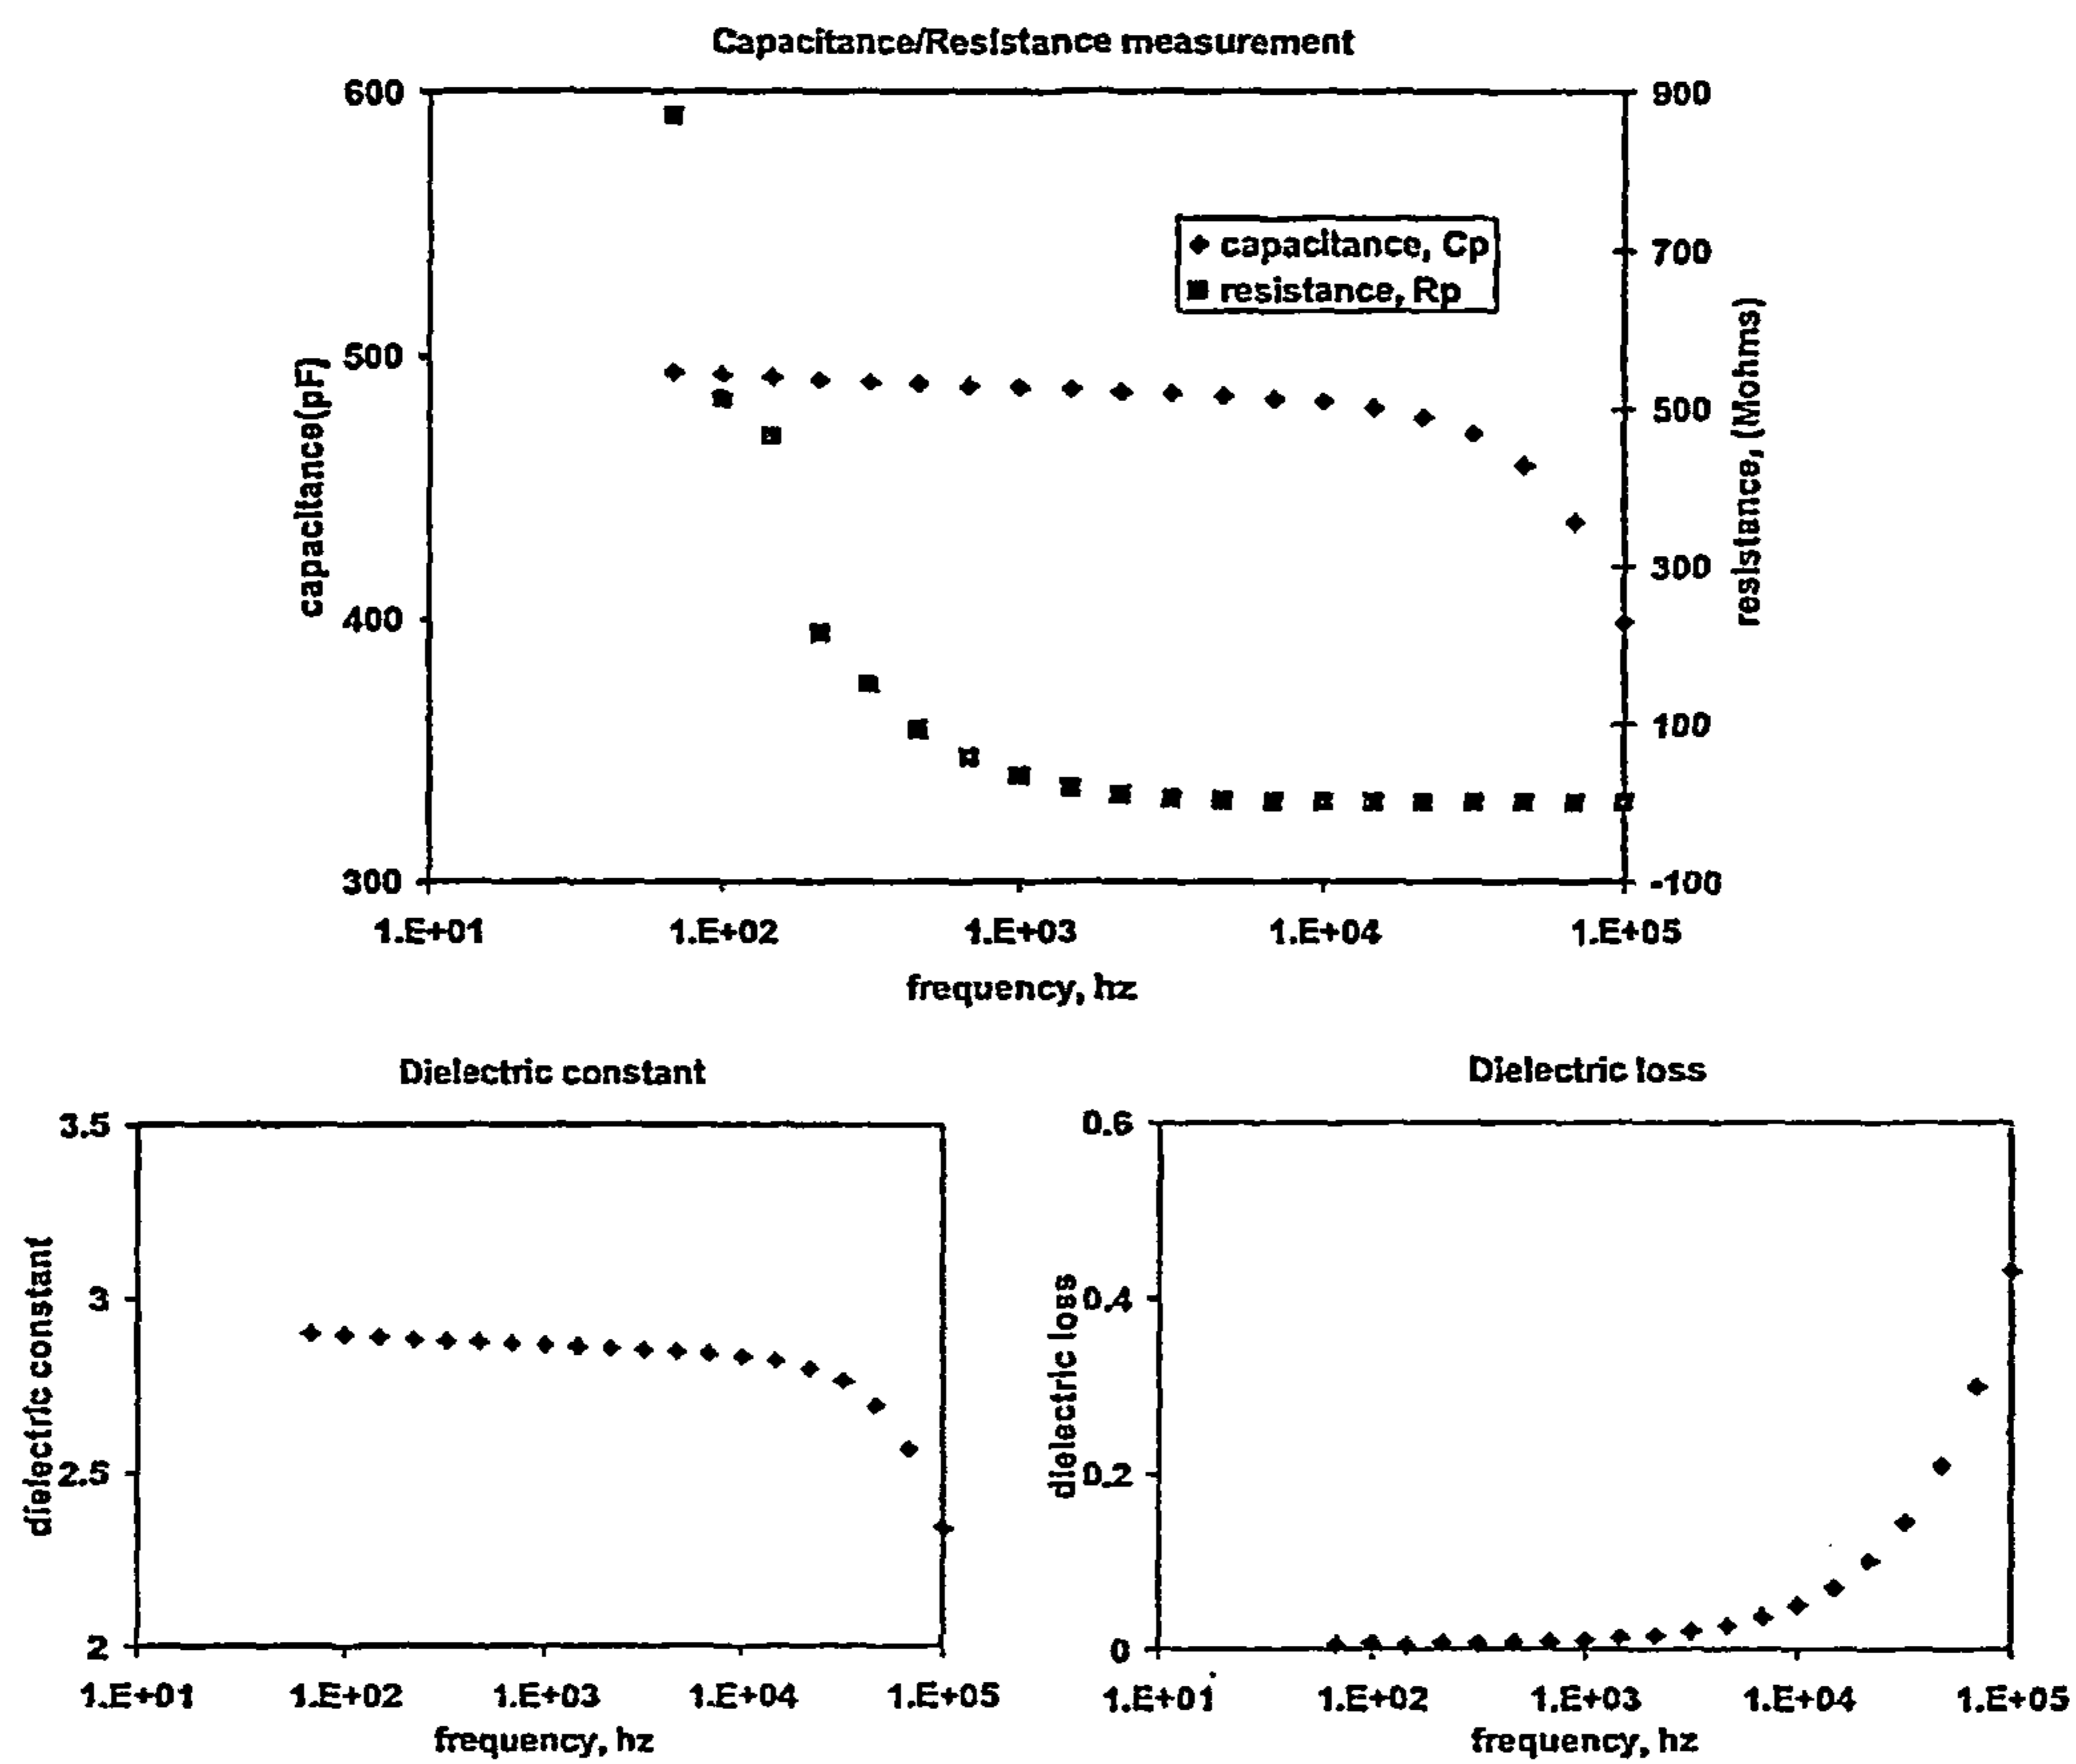 Capacitance/Resistance measurement
600
900
capacitance, Cp
resistance, Rp
700
500
500
400
300
100
300
-100
capacitance(pF)
resistance, (Mohms)
1.E+01 1.E+02 1.E+03 1.E+04 1.E+05
frequency, hz
Dielectric constant
3.5
3
2.5
2
dielectric constant
1.E+01 1.E+02 1.E+03 1.E+04 1.E+05
frequency, hz
Dielectric loss
0.6
0.4
0.2
0
dielectric loss
1.E+01 1.E+02 1.E+03 1.E+04 1.E+05
frequency, hz